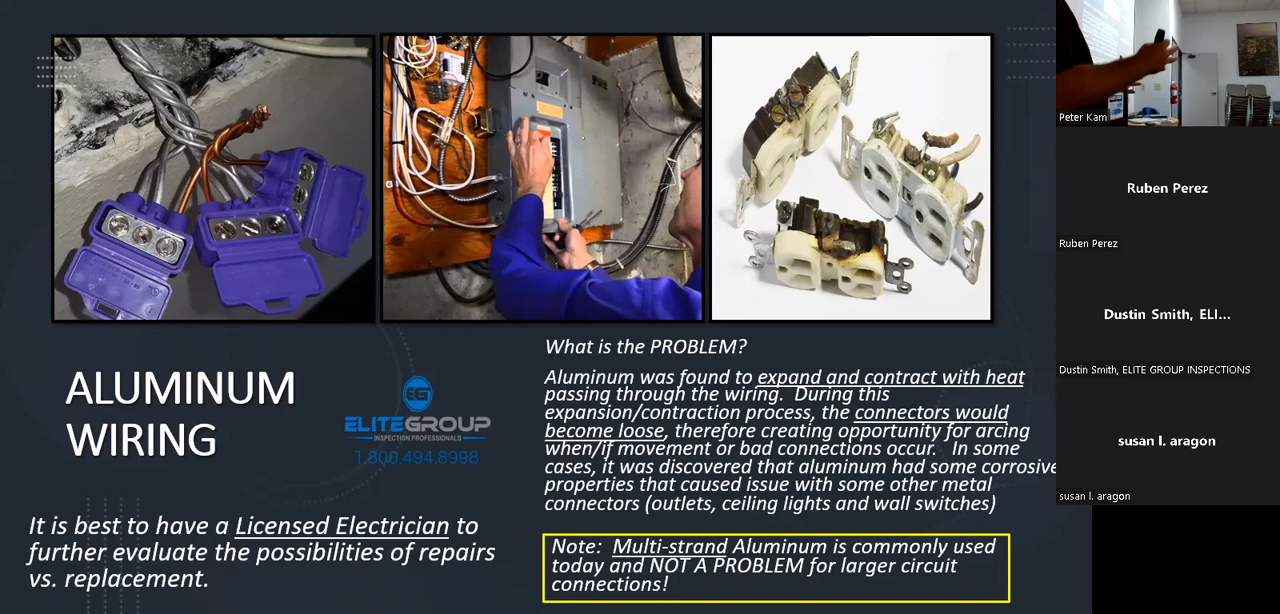 ALUMINUM
WIRING
EG
ELITEGROUP
INSPECTION PROFESSIONALS
1.800.494.8998
It is best to have a Licensed Electrician to
further evaluate the possibilities of repairs
vs. replacement.
What is the PROBLEM?
Aluminum was found to expand and contract with heat
passing through the wiring. During this
expansion/contraction process, the connectors would
become loose, therefore creating opportunity for arcing
when/if movement or bad connections occur. In some
cases, it was discovered that aluminum had some corrosive
properties that caused issue with some other metal
connectors (outlets, ceiling lights and wall switches)
Note: Multi-strand Aluminum is commonly used
today and NOT A PROBLEM for larger circuit
connections!
Peter Kam
Ruben Perez
Ruben Perez
Dustin Smith, ELI...
Dustin Smith, ELITE GROUP INSPECTIONS
susan l. aragon
susan l. aragon